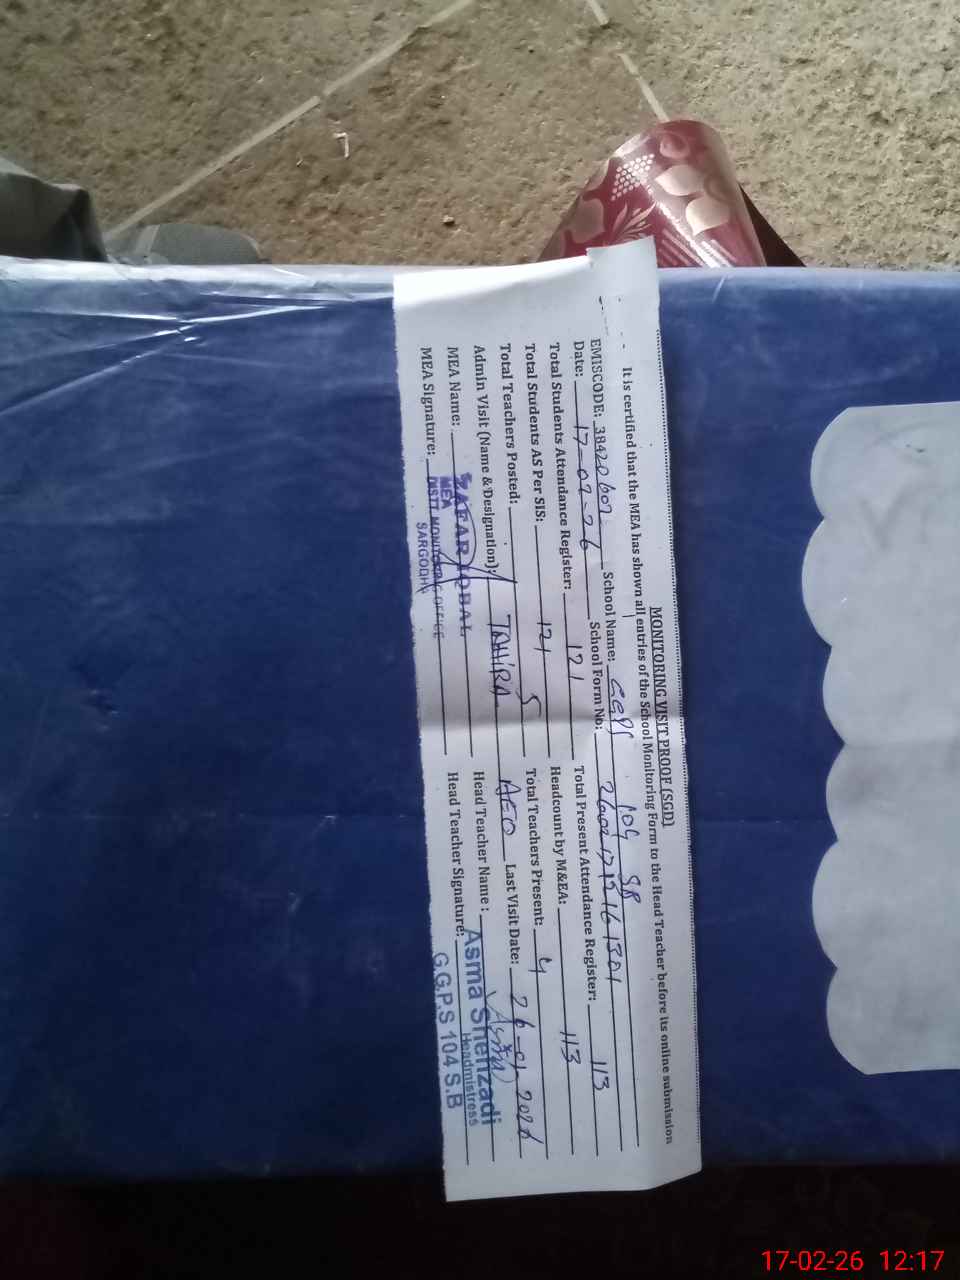 MONITORING VISIT PROOF (SGD)
It is certified that the MEA has shown all entries of the School Monitoring Form to the Head Teacher before its online submission
EMISCODE: School Name: GGPS 104 SB
Date: 17-02-26 School Form No: 2602171216 1301
Total Students Attendance Register: 121 Total Present Attendance Register: 113
Total Students AS Per SIS: 121 Headcount by M&EA: 113
Total Teachers Posted: 5 Total Teachers Present: 4
Admin Visit (Name & Designation): TAHIRA AEO Last Visit Date: 26-01-2026
MEA Name: ZAFAR IQBAL Head Teacher Name: Asma Shehzadi
MEA Headmistress
MEA Signature: DISTT MONITORING OFFICE Head Teacher Signature: G.G.P.S 104 S.B
SARGODHA
17-02-26 12:17